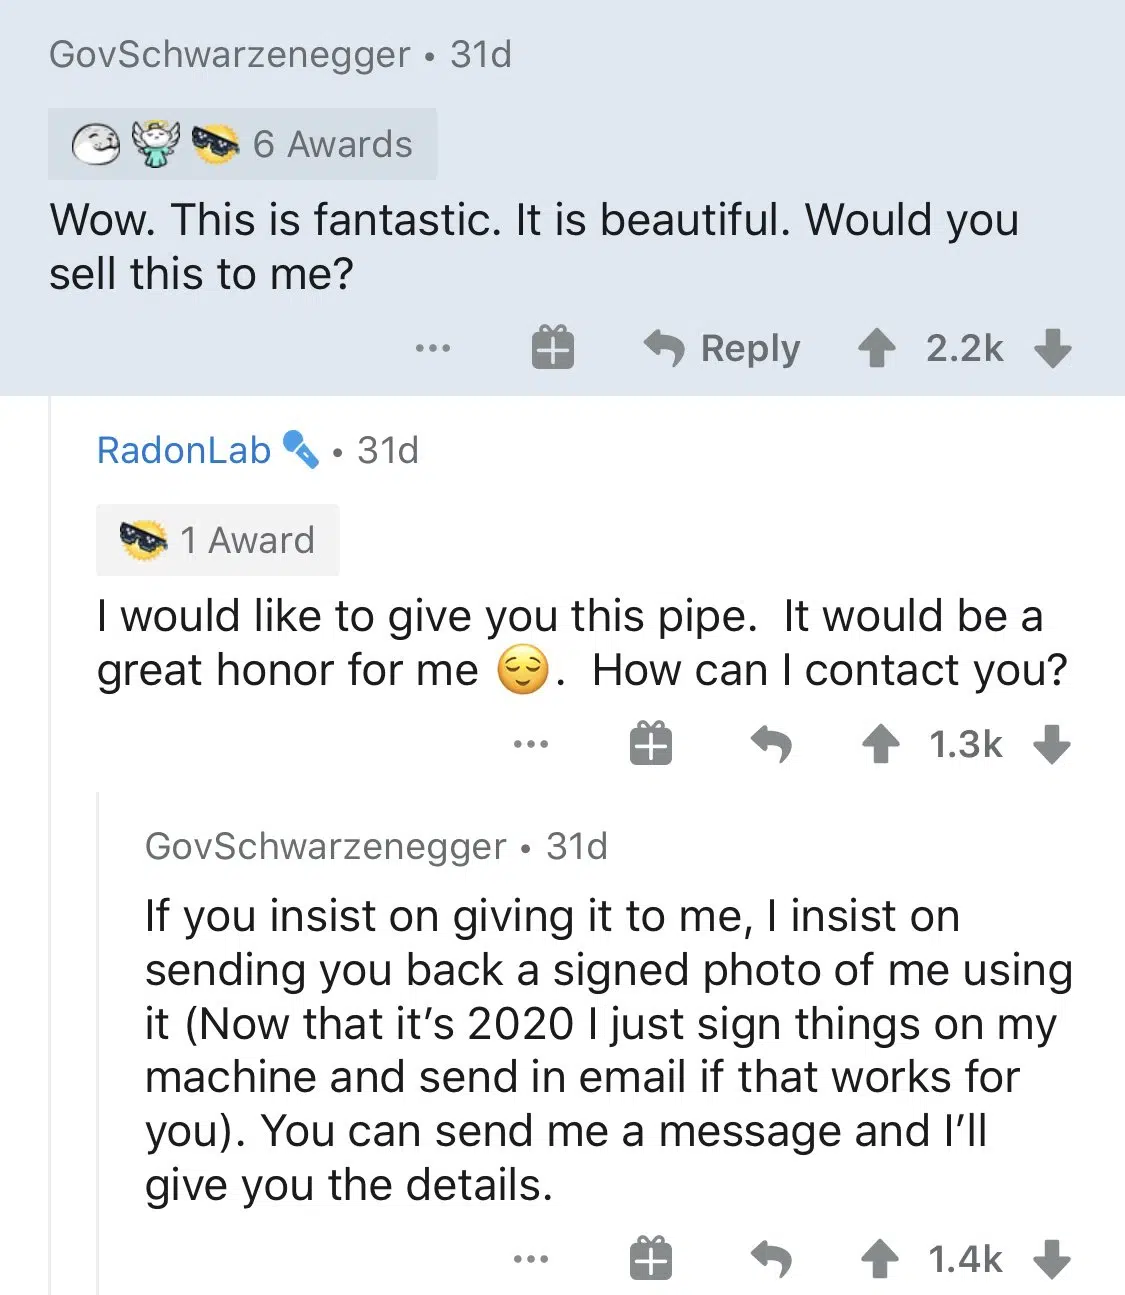 GovSchwarzenegger • 31d
6 Awards
Wow. This is fantastic. It is beautiful. Would you
sell this to me?
... Reply 2.2k
RadonLab • 31d
1 Award
I would like to give you this pipe.  It would be a
great honor for me 😌.  How can I contact you?
... 1.3k
GovSchwarzenegger • 31d
If you insist on giving it to me, I insist on
sending you back a signed photo of me using
it (Now that it’s 2020 I just sign things on my
machine and send in email if that works for
you). You can send me a message and I’ll
give you the details.
... 1.4k